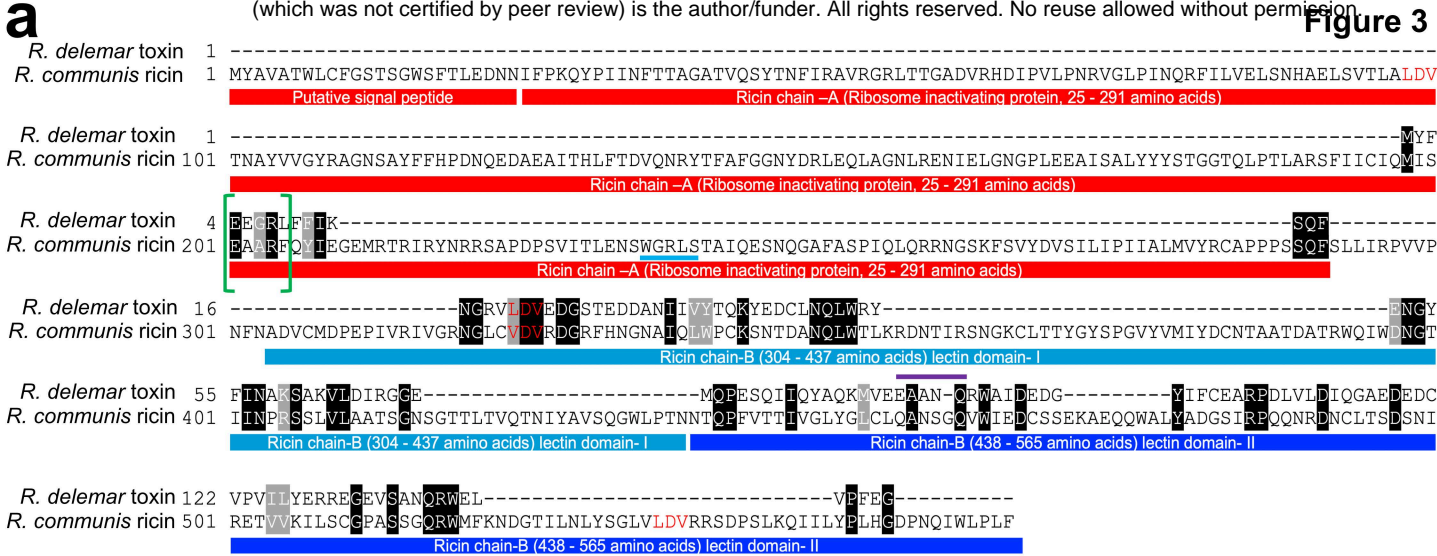 (which was not certified by peer review) is the author/funder. All rights reserved. No reuse allowed without permission.
a
Figure 3
R. delemar toxin 1 ----------------------------------------------------------------------------------------------------
R. communis ricin 1 MYAVATWLCFGSTSGWSFTLEDNNIFPKQYPIINFTTAGATVQSYTNFIRAVRGRLTTGADVRHDIPVLPNRVGLPINQRFILVELSNHAELSVTLALDV
Putative signal peptide Ricin chain –A (Ribosome inactivating protein, 25 - 291 amino acids)
R. delemar toxin 1 -------------------------------------------------------------------------------------------------MYF
R. communis ricin 101 TNAYVVGYRAGNSAYFFHPDNQEDAEAITHLFTDVQNRYTFAFGGNYDRLEQLAGNLRENIELGNGPLEEAISALYYYSTGGTQLPTLARSFIICIQMIS
Ricin chain –A (Ribosome inactivating protein, 25 - 291 amino acids)
R. delemar toxin 4 EEGRLFFIK-------------------------------------------------------------------------------SQF---------
R. communis ricin 201 EAARFQYIEGEMRTRIRYNRRSAPDPSVITLENSWGRLSTAIQESNQGAFASPIQLQRRNGSKFSVYDVSILIPIIALMVYRCAPPPSSQFSLLIRPVVP
Ricin chain –A (Ribosome inactivating protein, 25 - 291 amino acids)
R. delemar toxin 16 -------------------NGRVLDVEDGSTEDDANIIVYTQKYEDCLNQLWRY------------------------------------------ENGY
R. communis ricin 301 NFNADVCMDPEPIVRIVGRNGLCVDVRDGRFHNGNAIQLWPCKSNTDANQLWTLKRDNTIRSNGKCLTTYGYSPGVYVMIYDCNTAATDATRWQIWDNGT
Ricin chain-B (304 - 437 amino acids) lectin domain- I
R. delemar toxin 55 FINAKSAKVLDIRGGE-----------------------MQPESQIIQYAQKMVEEAAN-QRWAIDEDG---------YIFCEARPDLVLDIQGAEDEDC
R. communis ricin 401 IINPRSSLVLAATSGNSGTTLTVQTNIYAVSQGWLPTNNTQPFVTTIVGLYGLCLQANSGQVWIEDCSSEKAEQQWALYADGSIRPQQNRDNCLTSDSNI
Ricin chain-B (304 - 437 amino acids) lectin domain- I Ricin chain-B (438 - 565 amino acids) lectin domain- II
R. delemar toxin 122 VPVILYERREGEVSANQRWEL-----------------------------VPFEG----------
R. communis ricin 501 RETVVKILSCGPASSGQRWMFKNDGTILNLYSGLVLDVRRSDPSLKQIILYPLHGDPNQIWLPLF
Ricin chain-B (438 - 565 amino acids) lectin domain- II